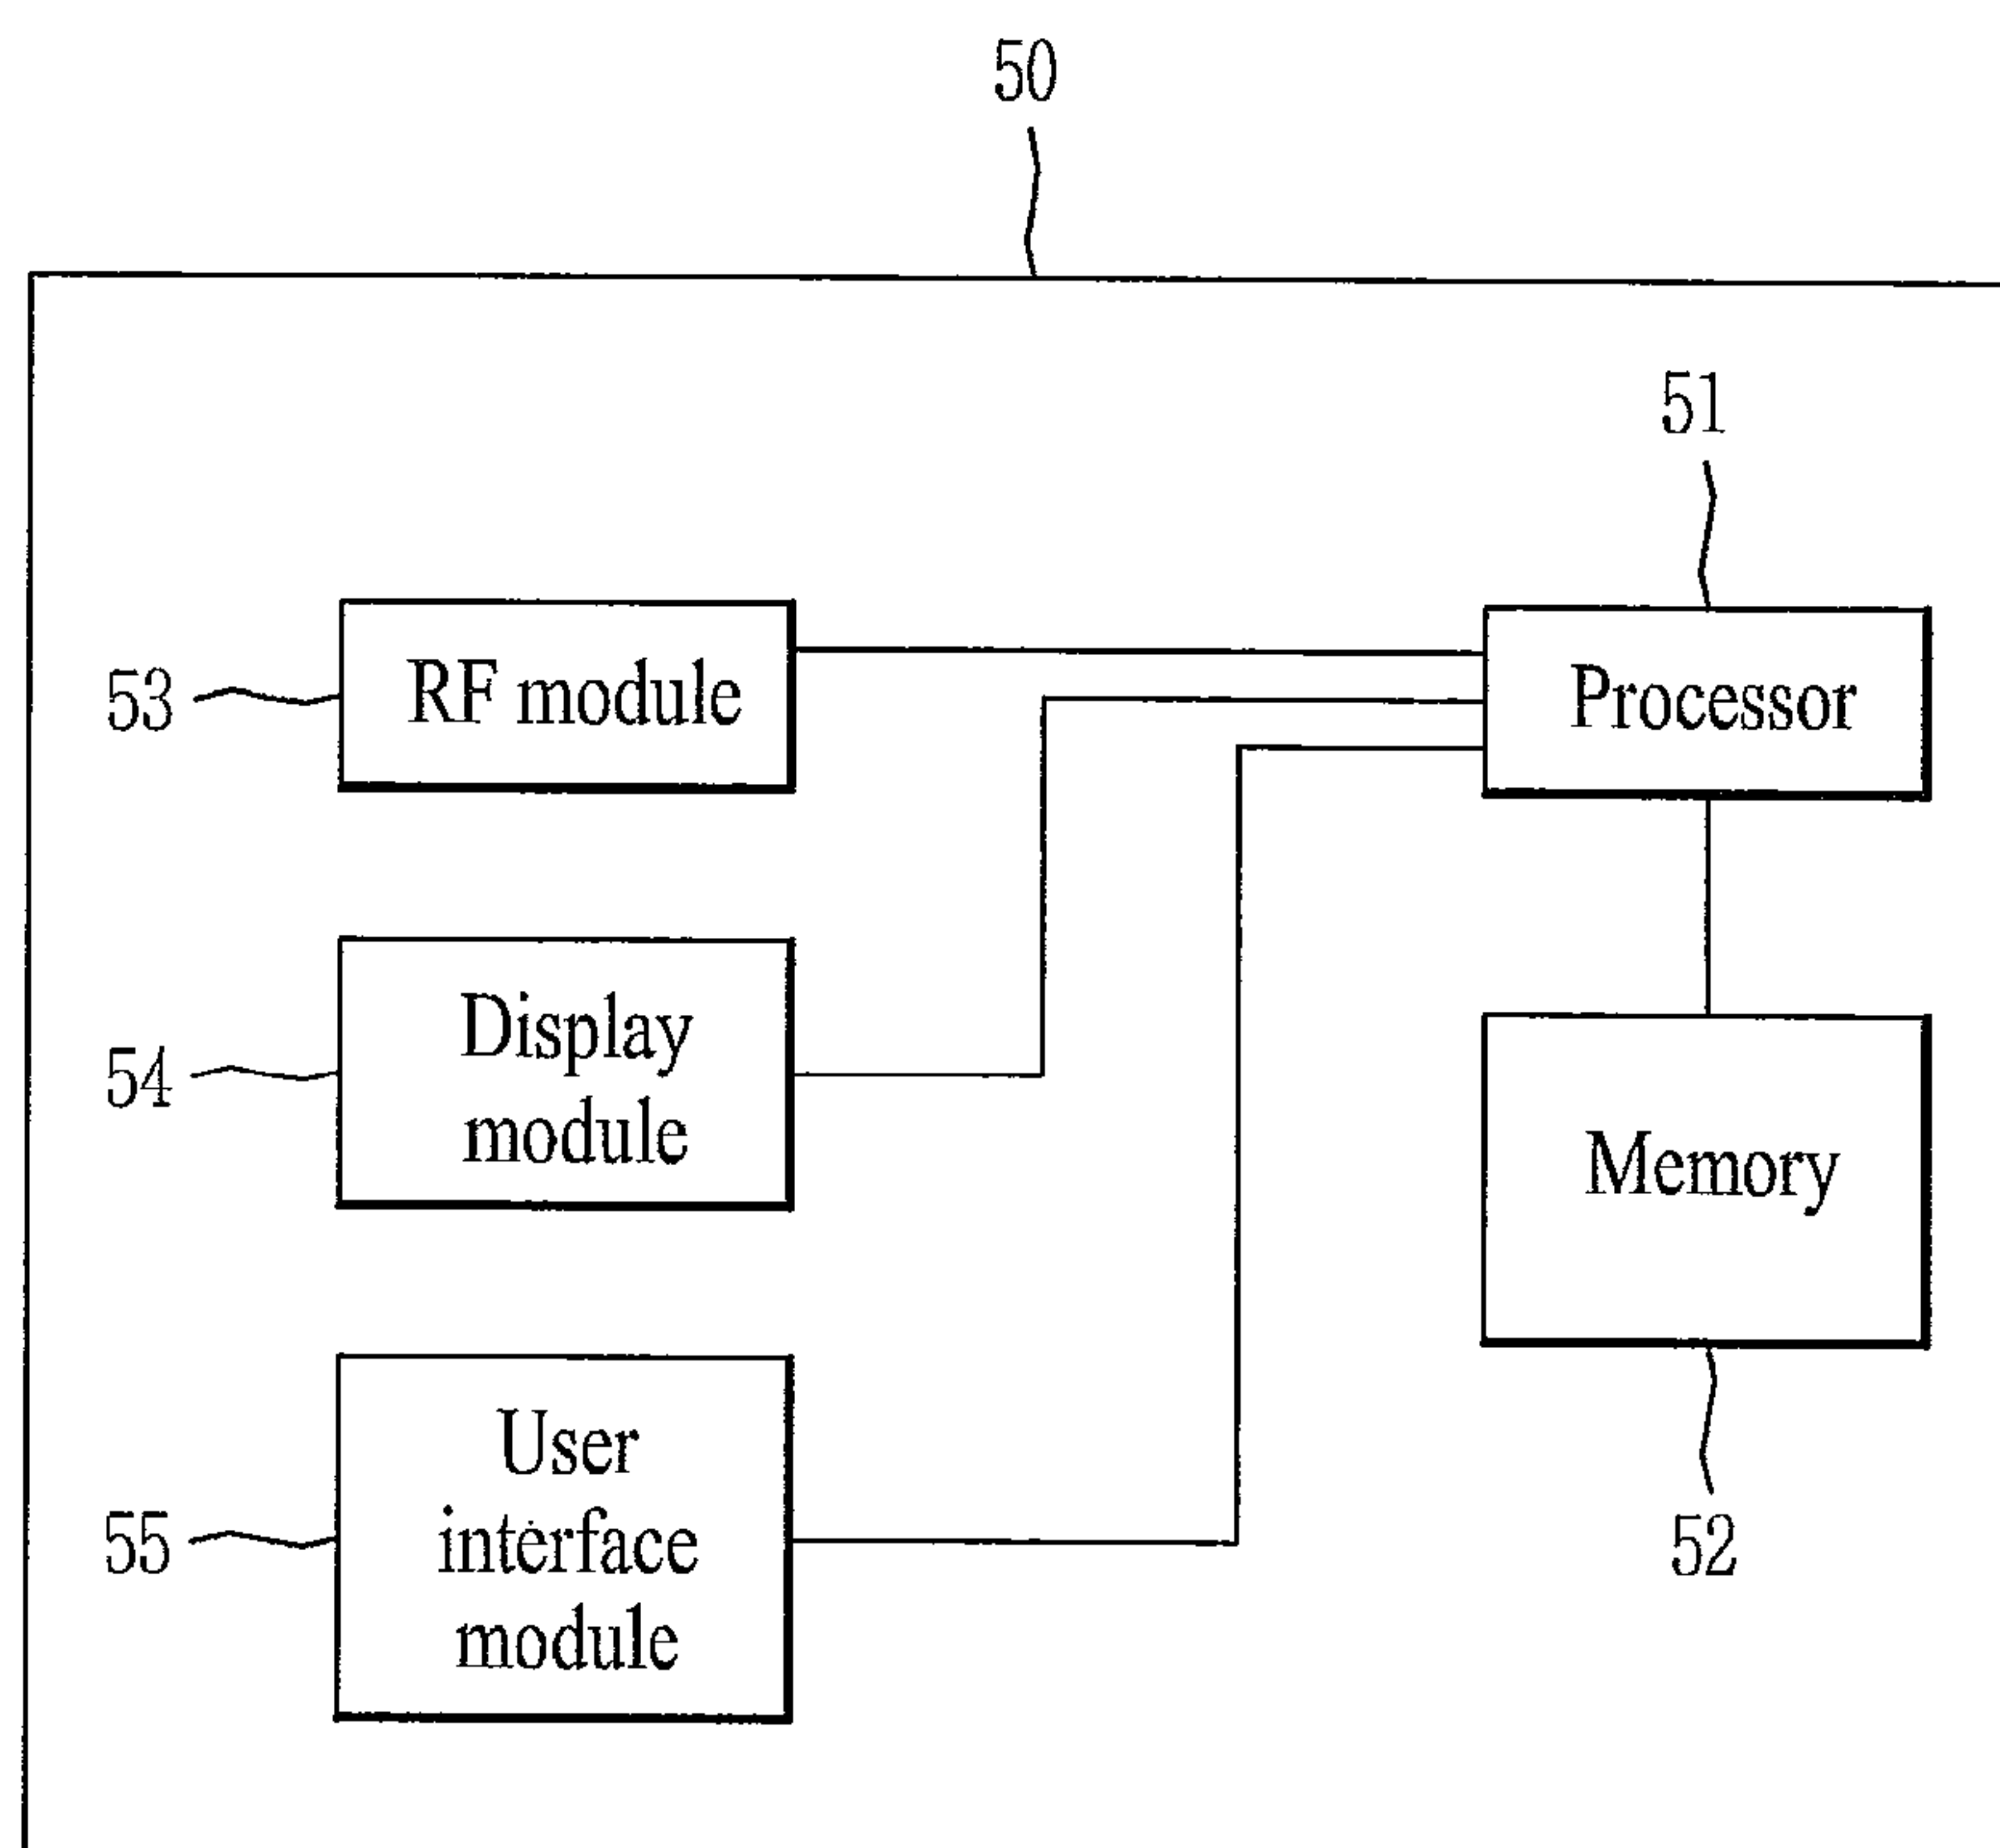 50
51
53
RF module
Processor
54
Display
module
Memory
55
User
interface
module
52